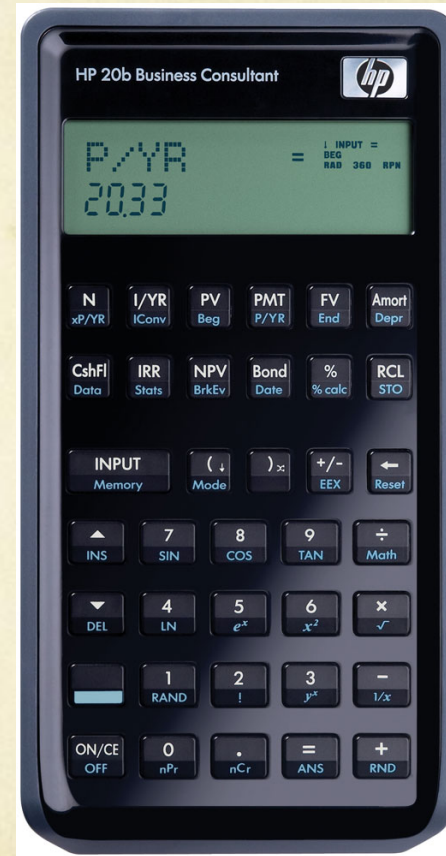 HP 20b Business Consultant
hp
↓ INPUT =
P/YR = BEG
RAD 360 RPN
20.33
N I/YR PV PMT FV Amort
xP/YR IConv Beg P/YR End Depr
CshFl IRR NPV Bond % RCL
Data Stats BrkEv Date % calc STO
INPUT ( ↓ ) x: +/- ←
Memory Mode EEX Reset
▲ 7 8 9 ÷
INS SIN COS TAN Math
▼ 4 5 6 ×
DEL LN eˣ x² √
1 2 3 −
RAND ! yˣ 1/x
ON/CE 0 . = +
OFF nPr nCr ANS RND